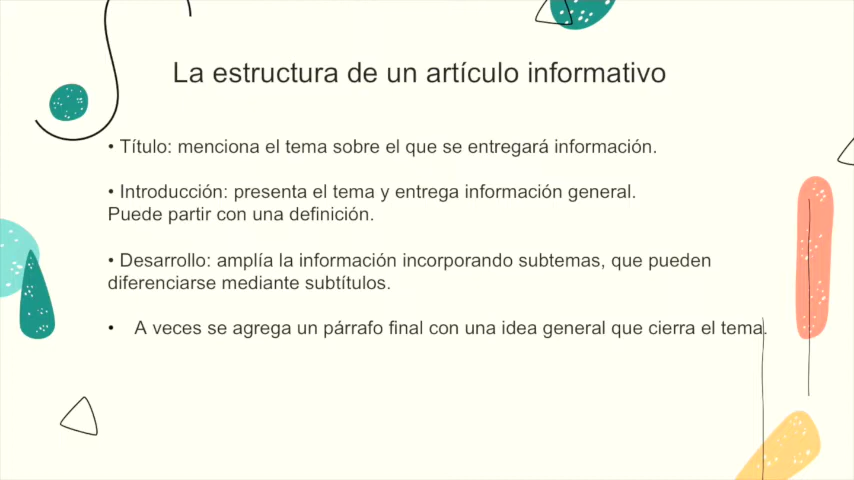 La estructura de un artículo informativo
• Título: menciona el tema sobre el que se entregará información.
• Introducción: presenta el tema y entrega información general.
Puede partir con una definición.
• Desarrollo: amplía la información incorporando subtemas, que pueden
diferenciarse mediante subtítulos.
• A veces se agrega un párrafo final con una idea general que cierra el tema.